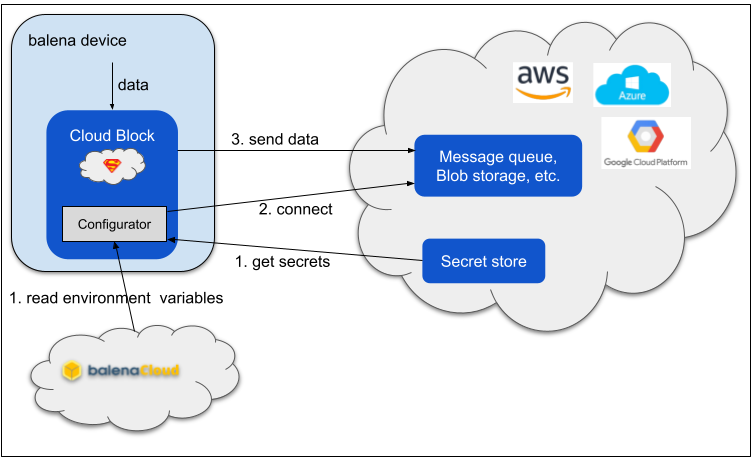 balena device
data
Cloud Block
S
Configurator
3. send data
2. connect
1. get secrets
1. read environment  variables
balenaCloud
aws
Azure
Google Cloud Platform
Message queue,
Blob storage, etc.
Secret store